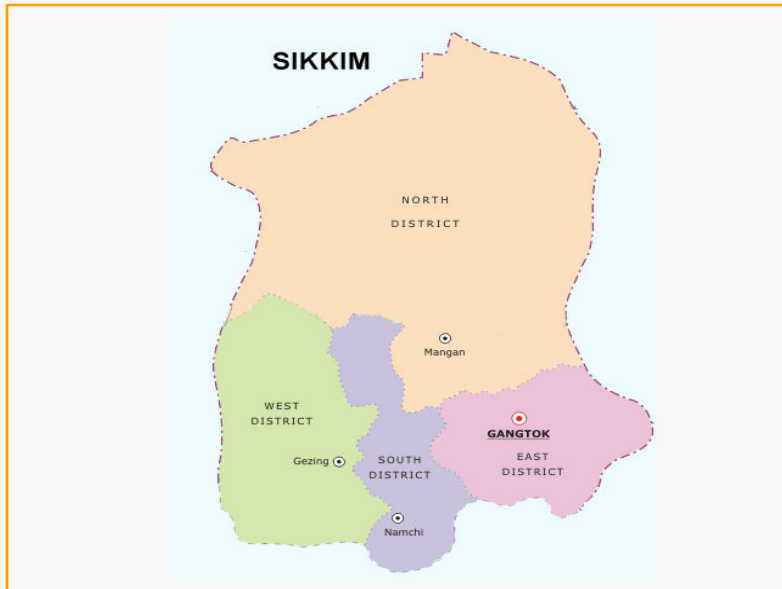 SIKKIM
NORTH
DISTRICT
Mangan
WEST
DISTRICT
GANGTOK
Gezing
SOUTH
DISTRICT
EAST
DISTRICT
Namchi